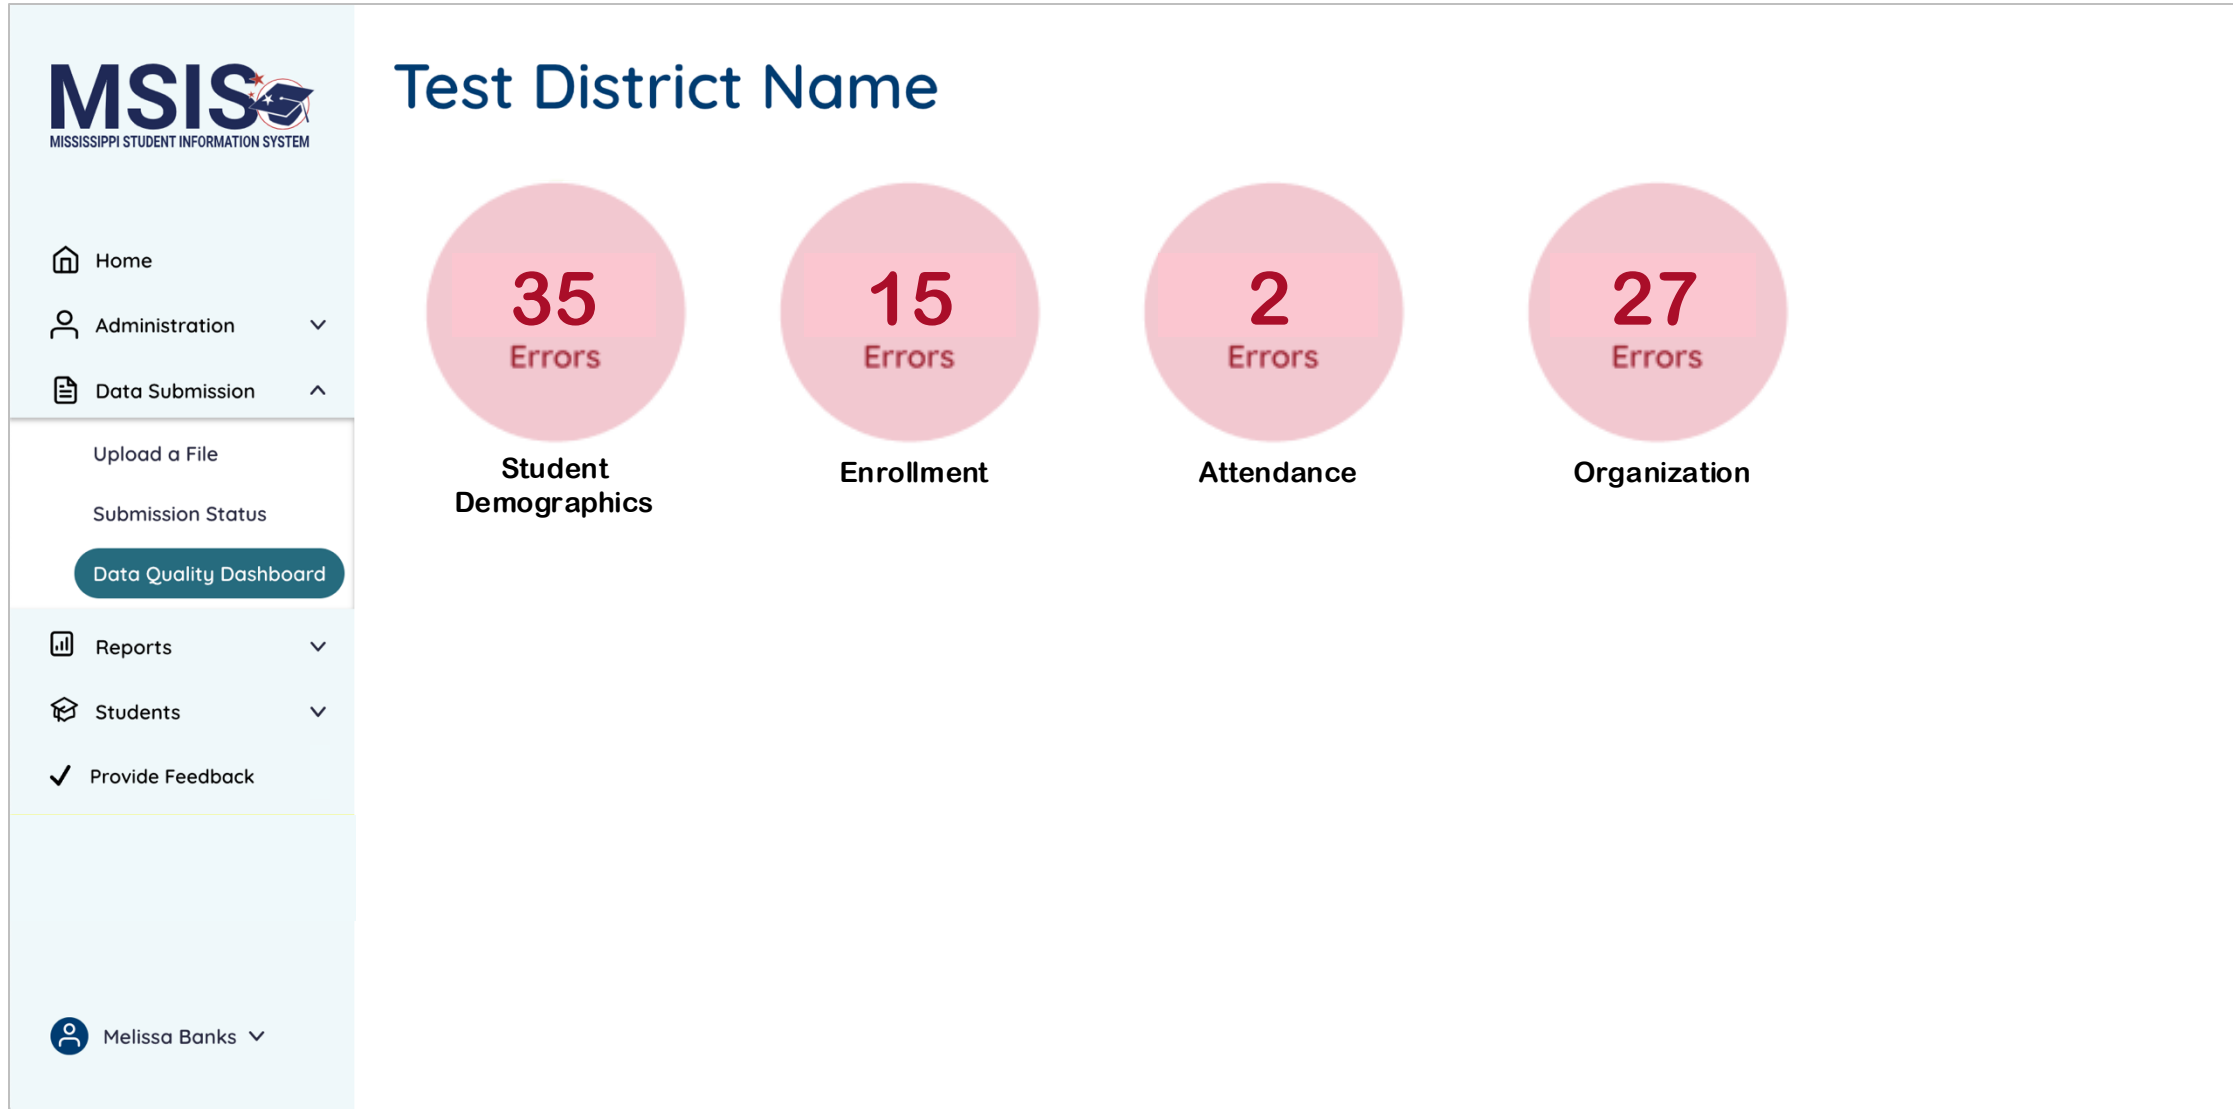 MSIS
MISSISSIPPI STUDENT INFORMATION SYSTEM
Home
Administration
Data Submission
Upload a File
Submission Status
Data Quality Dashboard
Reports
Students
Provide Feedback
Melissa Banks
Test District Name
35
Errors
Student
Demographics
15
Errors
Enrollment
2
Errors
Attendance
27
Errors
Organization